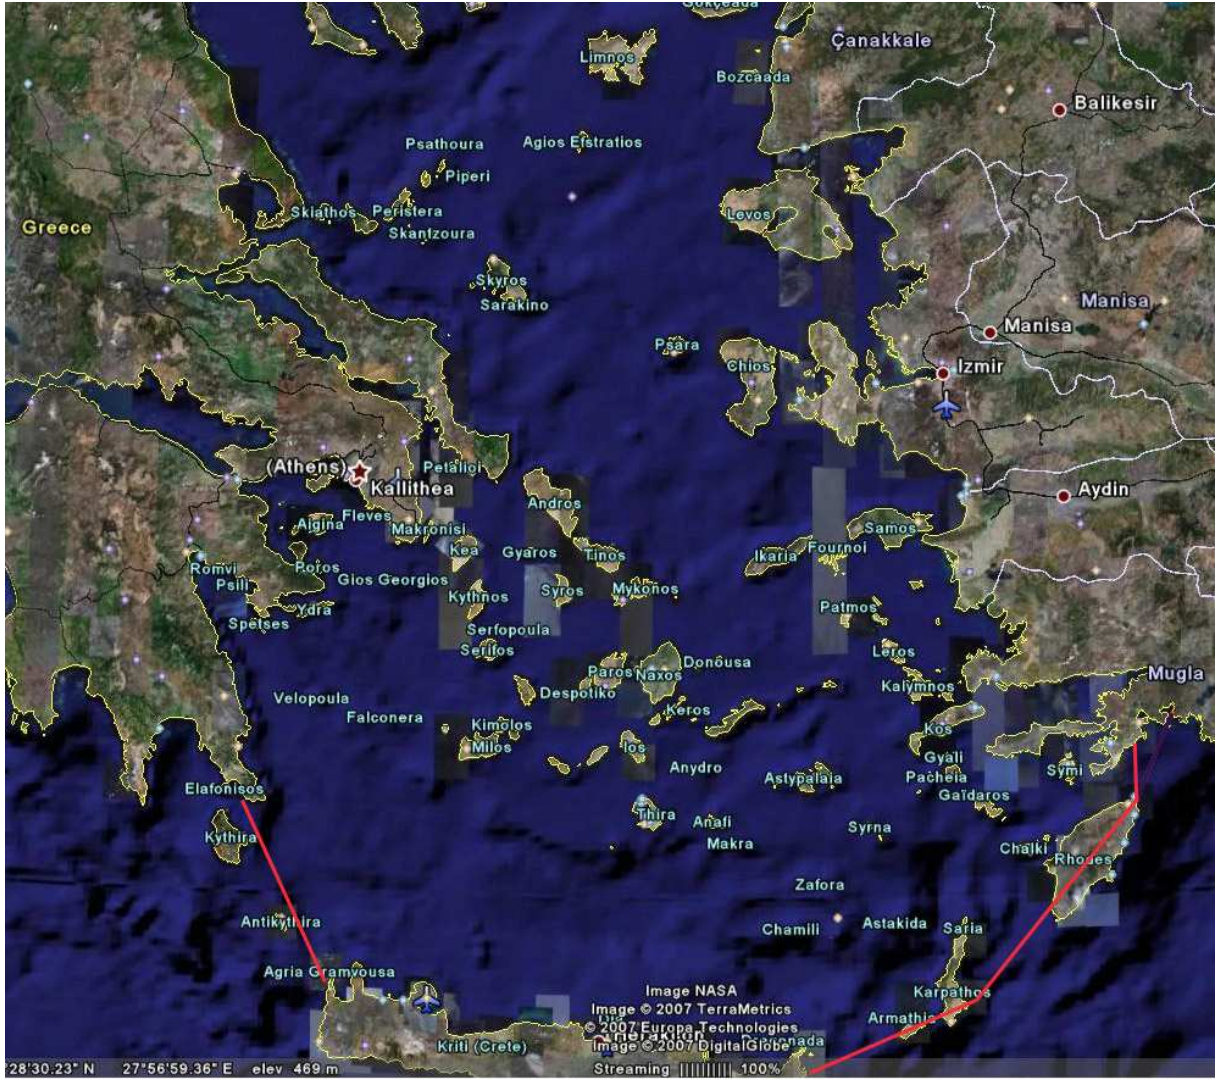 Gökçeada
Çanakkale
Limnos
Bozcaada
Balikesir
Psathoura
Agios Efstratios
Piperi
Skiathos
Peristera
Levos
Skantzoura
Greece
Skyros
Sarakino
Manisa
Manisa
Psara
Chios
Izmir
(Athens)
Petalioi
Kallithea
Aydin
Andros
Fleves
Aigina
Makronisi
Samos
Kea
Gyaros
Tinos
Ikaria
Fournoi
Romvi
Poros
Psili
Gios Georgios
Kythnos
Syros
Mykonos
Ydra
Patmos
Spetses
Serfopoula
Serifos
Leros
Donousa
Paros
Naxos
Mugla
Despotiko
Kalymnos
Velopoula
Keros
Falconera
Kimolos
Kos
Milos
Ios
Gyali
Anydro
Astypalaia
Pacheia
Symi
Elafonisos
Gaïdaros
Thira
Anafi
Syrna
Kythira
Makra
Chalki
Rhodes
Zafora
Antikythira
Chamili
Astakida
Saria
Agria Gramvousa
Image NASA
Karpathos
Image © 2007 TerraMetrics
Armathia
© 2007 Europa Technologies
Heraklion
Kriti (Crete)
Image © 2007 DigitalGlobe
28'30.23" N 27°56'59.36" E elev 469 m
Streaming 100%